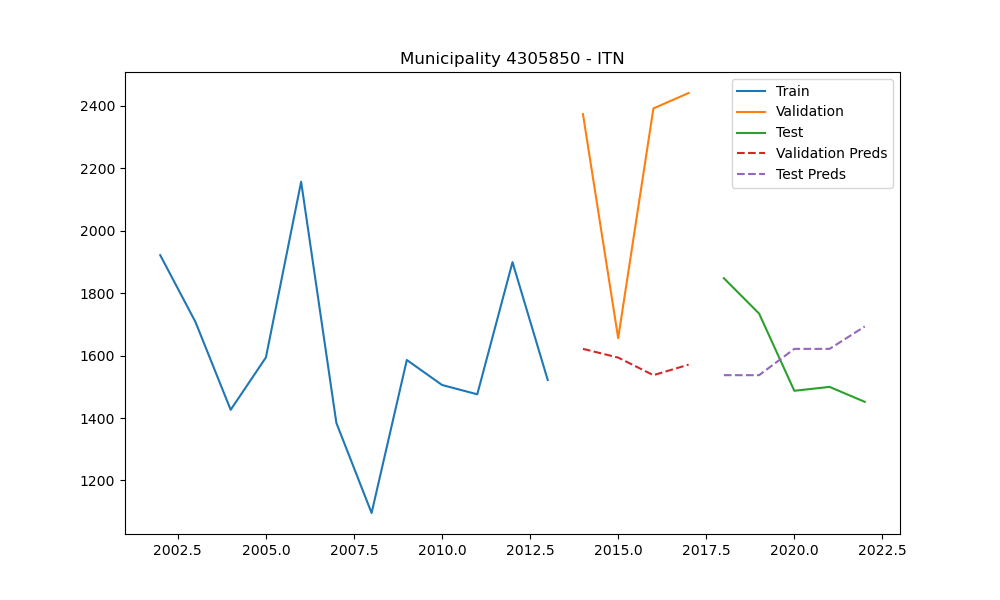 Municipality 4305850 - ITN
Train
Validation
Test
Validation Preds
Test Preds
2400
2200
2000
1800
1600
1400
1200
2002.5 2005.0 2007.5 2010.0 2012.5 2015.0 2017.5 2020.0 2022.5